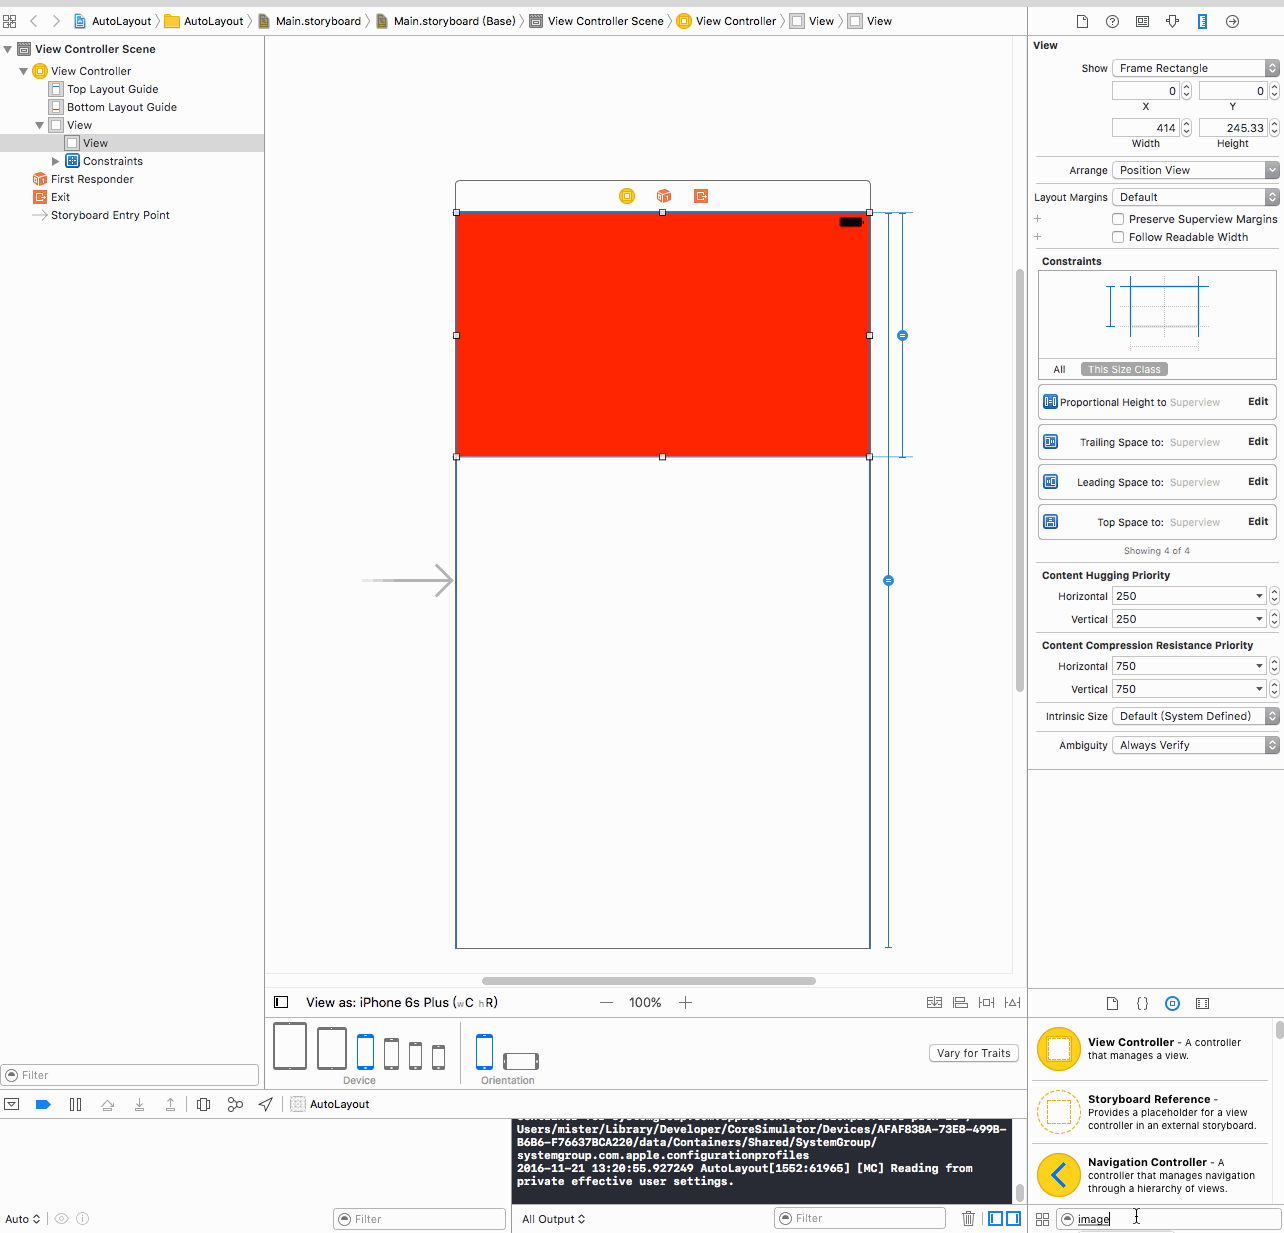 AutoLayout AutoLayout Main.storyboard Main.storyboard (Base) View Controller Scene View Controller View View
View Controller Scene
View Controller
Top Layout Guide
Bottom Layout Guide
View
View
Constraints
First Responder
Exit
Storyboard Entry Point
Filter
View as: iPhone 6s Plus (wC hR)
100%
Device
Orientation
Vary for Traits
AutoLayout
Users/mister/Library/Developer/CoreSimulator/Devices/AFAF838A-73E8-499B-
B6B6-F76637BCA220/data/Containers/Shared/SystemGroup/
systemgroup.com.apple.configurationprofiles
2016-11-21 13:20:55.927249 AutoLayout[1552:61965] [MC] Reading from
private effective user settings.
Auto
Filter
All Output
Filter
View
Show Frame Rectangle
0 0
X Y
414 245.33
Width Height
Arrange Position View
Layout Margins Default
Preserve Superview Margins
Follow Readable Width
Constraints
All This Size Class
Proportional Height to Superview Edit
Trailing Space to: Superview Edit
Leading Space to: Superview Edit
Top Space to: Superview Edit
Showing 4 of 4
Content Hugging Priority
Horizontal 250
Vertical 250
Content Compression Resistance Priority
Horizontal 750
Vertical 750
Intrinsic Size Default (System Defined)
Ambiguity Always Verify
View Controller - A controller
that manages a view.
Storyboard Reference -
Provides a placeholder for a view
controller in an external storyboard.
Navigation Controller - A
controller that manages navigation
through a hierarchy of views.
image